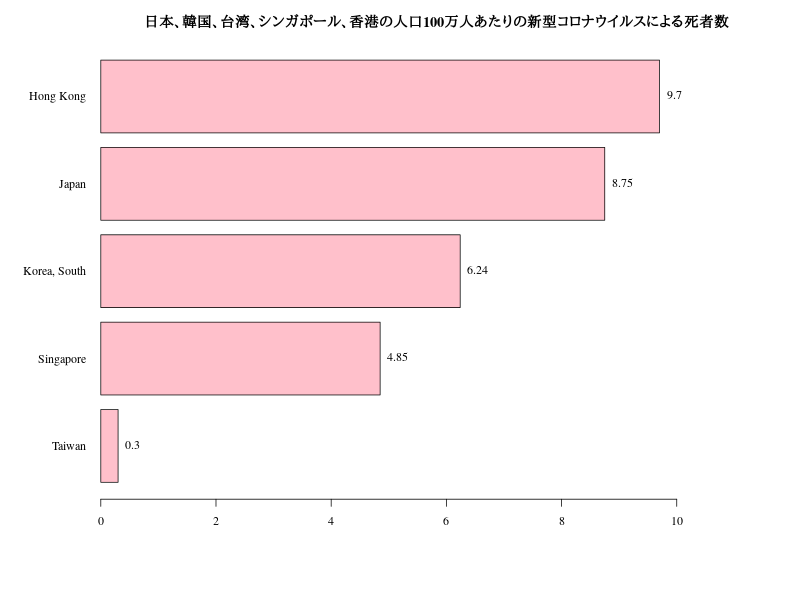 日本、韓国、台湾、シンガポール、香港の人口100万人あたりの新型コロナウイルスによる死者数
Hong Kong
9.7
Japan
8.75
Korea, South
6.24
Singapore
4.85
Taiwan
0.3
0 2 4 6 8 10